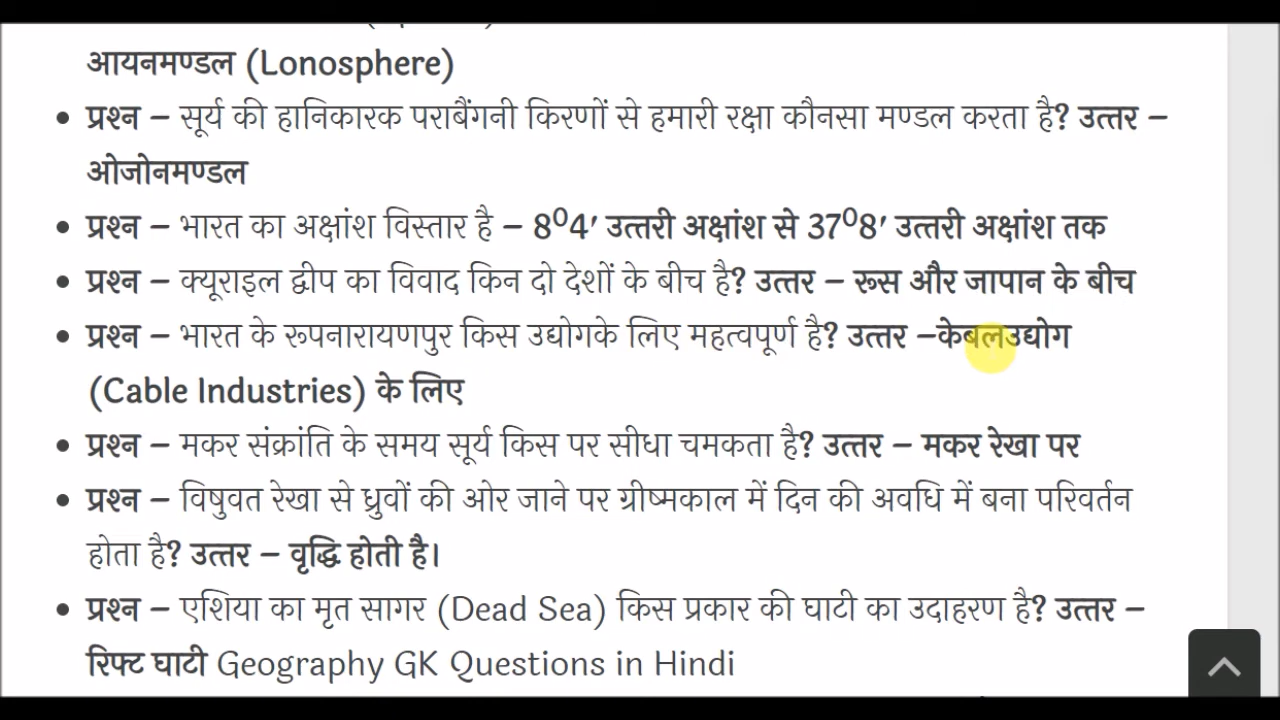 आयनमण्डल (Lonosphere)
प्रश्न – सूर्य की हानिकारक पराबैंगनी किरणों से हमारी रक्षा कौनसा मण्डल करता है? उत्तर –
ओजोनमण्डल
प्रश्न – भारत का अक्षांश विस्तार है – 8⁰4′ उत्तरी अक्षांश से 37⁰8′ उत्तरी अक्षांश तक
प्रश्न – क्यूराइल द्वीप का विवाद किन दो देशों के बीच है? उत्तर – रूस और जापान के बीच
प्रश्न – भारत के रूपनारायणपुर किस उद्योगके लिए महत्वपूर्ण है? उत्तर –केबलउद्योग
(Cable Industries) के लिए
प्रश्न – मकर संक्रांति के समय सूर्य किस पर सीधा चमकता है? उत्तर – मकर रेखा पर
प्रश्न – विषुवत रेखा से ध्रुवों की ओर जाने पर ग्रीष्मकाल में दिन की अवधि में बना परिवर्तन
होता है? उत्तर – वृद्धि होती है।
प्रश्न – एशिया का मृत सागर (Dead Sea) किस प्रकार की घाटी का उदाहरण है? उत्तर –
रिफ्ट घाटी Geography GK Questions in Hindi